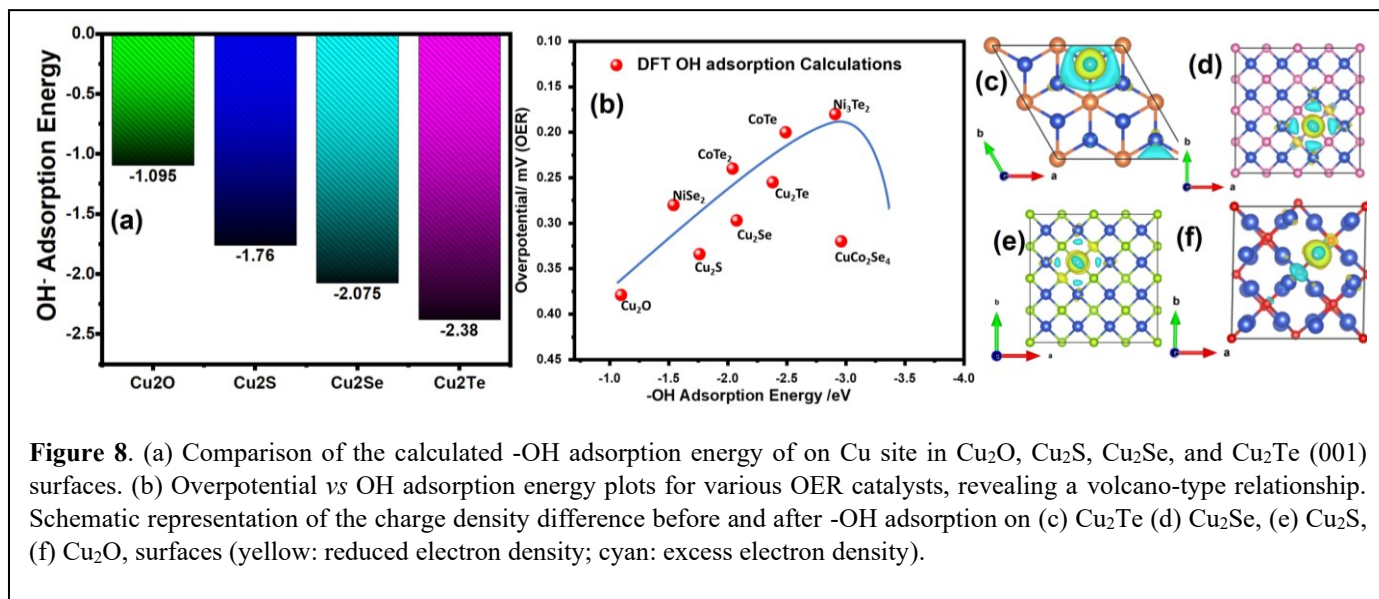 0.0
-0.5
-1.0
-1.5
-2.0
-2.5
OH- Adsorption Energy
-1.095
-1.76
-2.075
-2.38
(a)
Cu2O Cu2S Cu2Se Cu2Te
0.10
0.15
0.20
0.25
0.30
0.35
0.40
0.45
Overpotential/ mV (OER)
DFT OH adsorption Calculations
(b)
Ni₃Te₂
CoTe
CoTe₂
Cu₂Te
NiSe₂
Cu₂Se
CuCo₂Se₄
Cu₂S
Cu₂O
-1.0 -1.5 -2.0 -2.5 -3.0 -3.5 -4.0
-OH Adsorption Energy /eV
(c)
b
a
(d)
b
a
(e)
b
a
(f)
b
a
Figure 8. (a) Comparison of the calculated -OH adsorption energy of on Cu site in Cu₂O, Cu₂S, Cu₂Se, and Cu₂Te (001)
surfaces. (b) Overpotential vs OH adsorption energy plots for various OER catalysts, revealing a volcano-type relationship.
Schematic representation of the charge density difference before and after -OH adsorption on (c) Cu₂Te (d) Cu₂Se, (e) Cu₂S,
(f) Cu₂O, surfaces (yellow: reduced electron density; cyan: excess electron density).